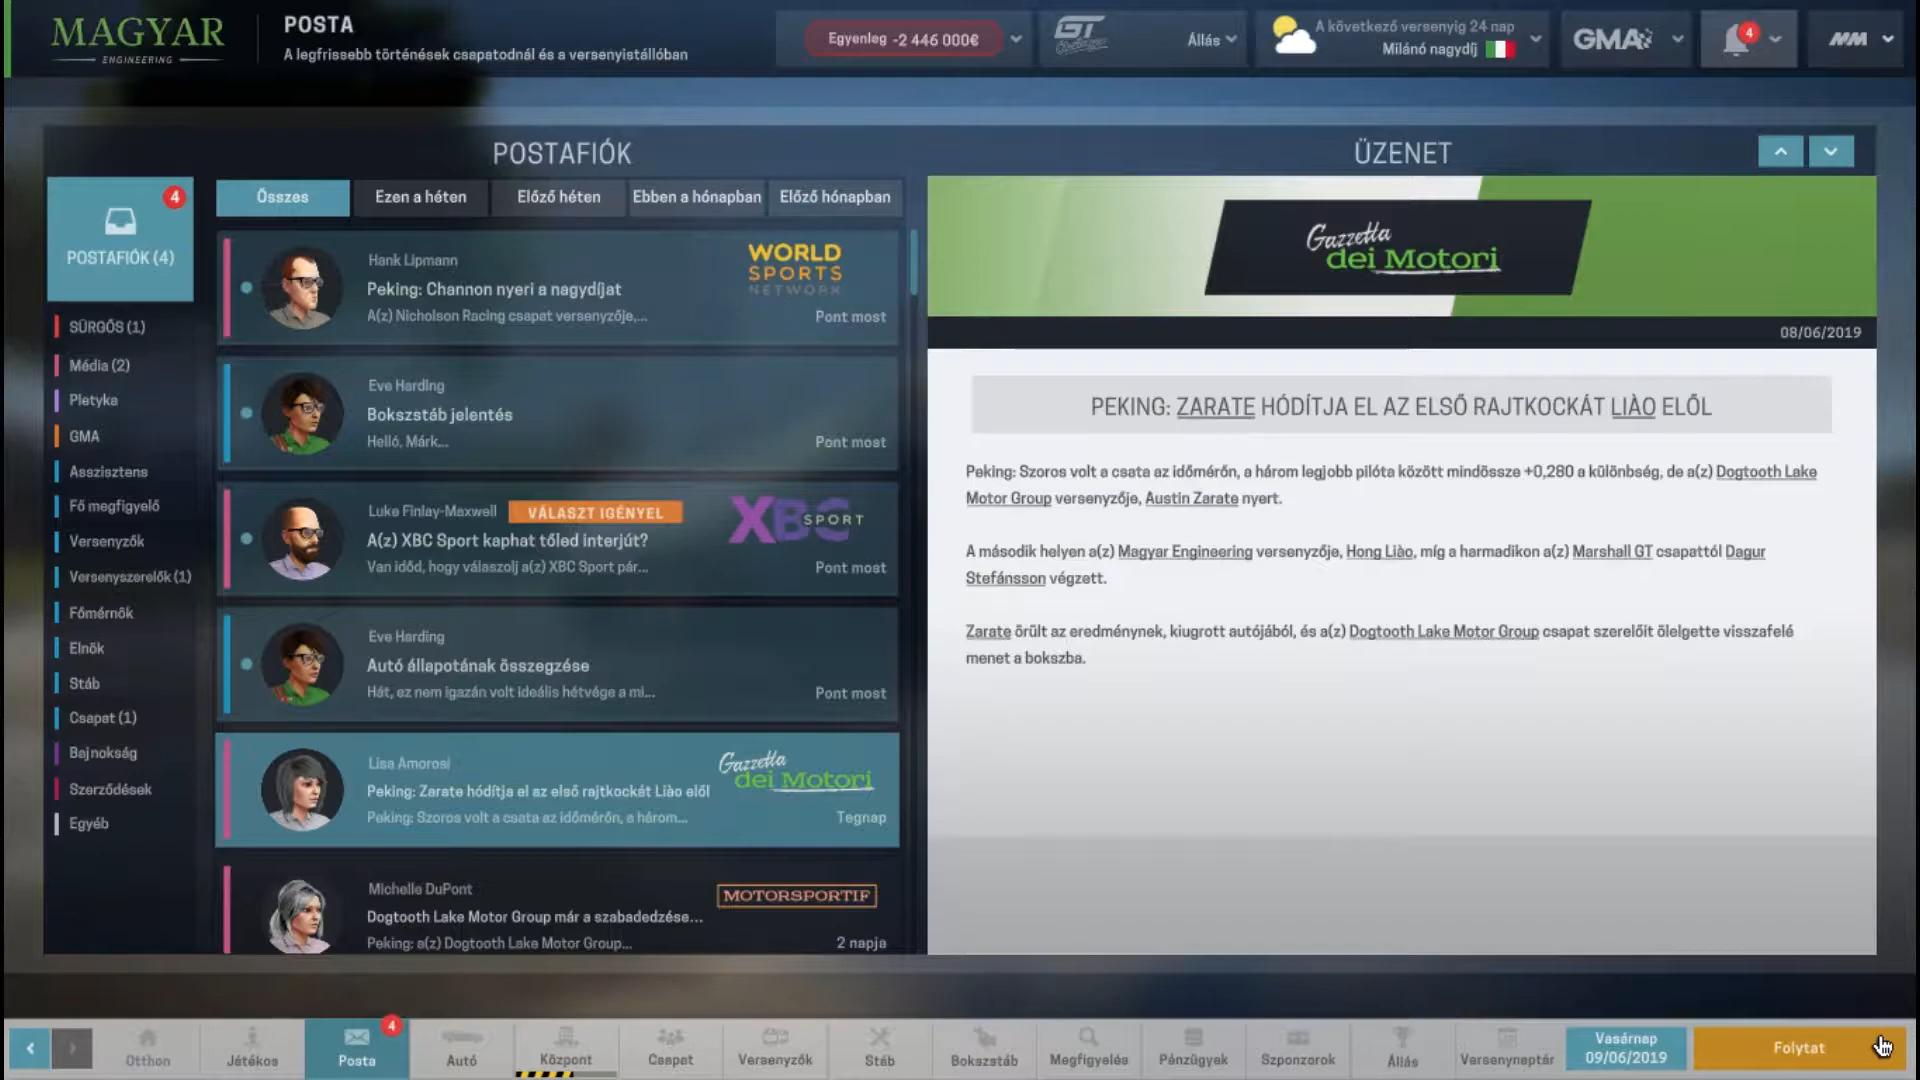 MAGYAR
ENGINEERING
POSTA
A legfrissebb történések csapatodnál és a versenyistállóban
Egyenleg -2 446 000€
GT
Challenger
Állás
A következő versenyig 24 nap
Milánó nagydíj
GMA
4
POSTAFIÓK
ÜZENET
4
POSTAFIÓK (4)
SÜRGŐS (1)
Média (2)
Pletyka
GMA
Asszisztens
Fő megfigyelő
Versenyzők
Versenyszerelők (1)
Főmérnök
Elnök
Stáb
Csapat (1)
Bajnokság
Szerződések
Egyéb
Összes
Ezen a héten
Előző héten
Ebben a hónapban
Előző hónapban
Hank Lipmann
Peking: Channon nyeri a nagydíjat
A(z) Nicholson Racing csapat versenyzője,...
WORLD
SPORTS
NETWORK
Pont most
Eve Harding
Bokszstáb jelentés
Helló, Márk...
Pont most
Luke Finlay-Maxwell
VÁLASZT IGÉNYEL
A(z) XBC Sport kaphat tőled interjút?
Van időd, hogy válaszolj a(z) XBC Sport pár...
XBC SPORT
Pont most
Eve Harding
Autó állapotának összegzése
Hát, ez nem igazán volt ideális hétvége a mi...
Pont most
Lisa Amorosi
Peking: Zarate hódítja el az első rajtkockát Liào elől
Peking: Szoros volt a csata az időmérőn, a három...
Gazzetta
dei Motori
Tegnap
Michelle DuPont
Dogtooth Lake Motor Group már a szabadedzése...
Peking: a(z) Dogtooth Lake Motor Group...
MOTORSPORTIF
2 napja
Gazzetta
dei Motori
08/06/2019
PEKING: ZARATE HÓDÍTJA EL AZ ELSŐ RAJTKOCKÁT LIÀO ELŐL
Peking: Szoros volt a csata az időmérőn, a három legjobb pilóta között mindössze +0,280 a különbség, de a(z) Dogtooth Lake
Motor Group versenyzője, Austin Zarate nyert.
A második helyen a(z) Magyar Engineering versenyzője, Hong Liào, míg a harmadikon a(z) Marshall GT csapattól Dagur
Stefánsson végzett.
Zarate örült az eredménynek, kiugrott autójából, és a(z) Dogtooth Lake Motor Group csapat szerelőit ölelgette visszafelé
menet a bokszba.
Otthon
Játékos
4
Posta
Autó
Központ
Csapat
Versenyzők
Stáb
Bokszstáb
Megfigyelés
Pénzügyek
Szponzorok
Állás
Versenynaptár
Vasárnap
09/06/2019
Folytat